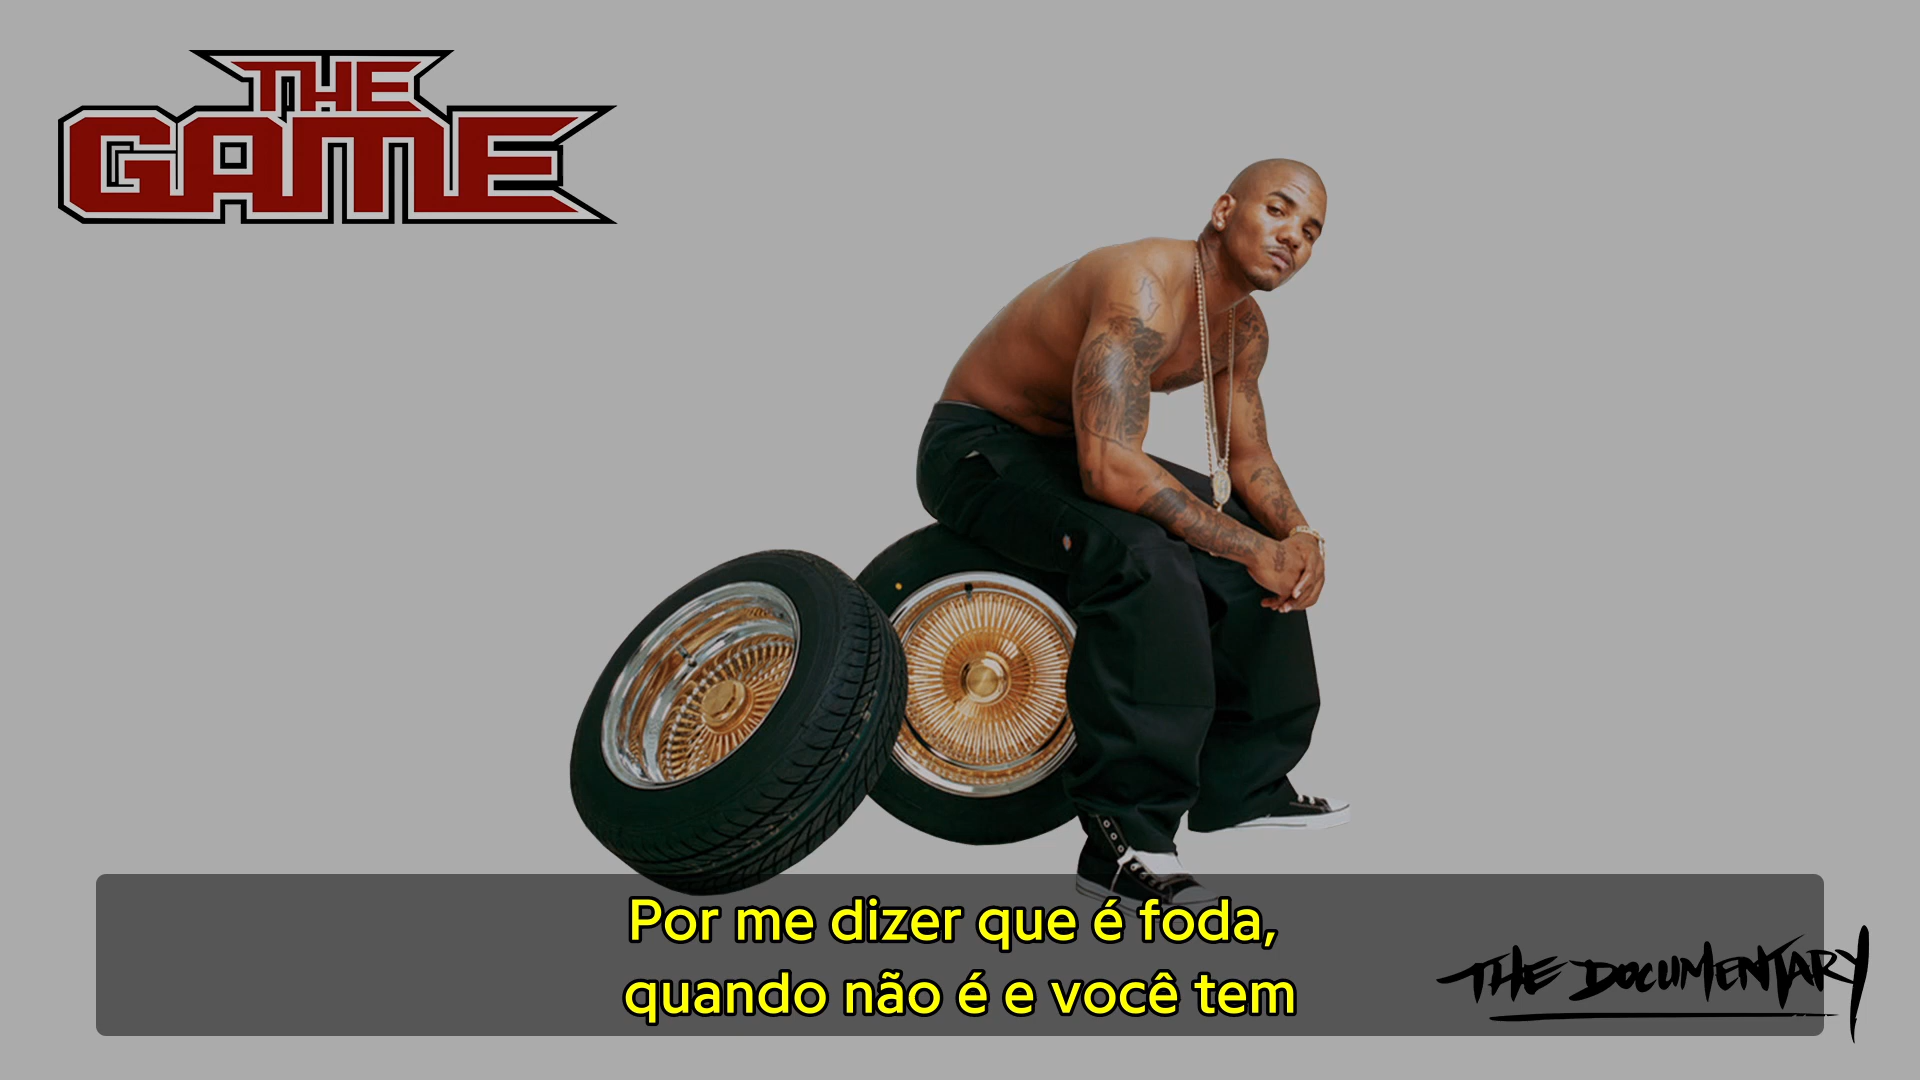 THE
GAME
Por me dizer que é foda,
quando não é e você tem
THE DOCUMENTARY